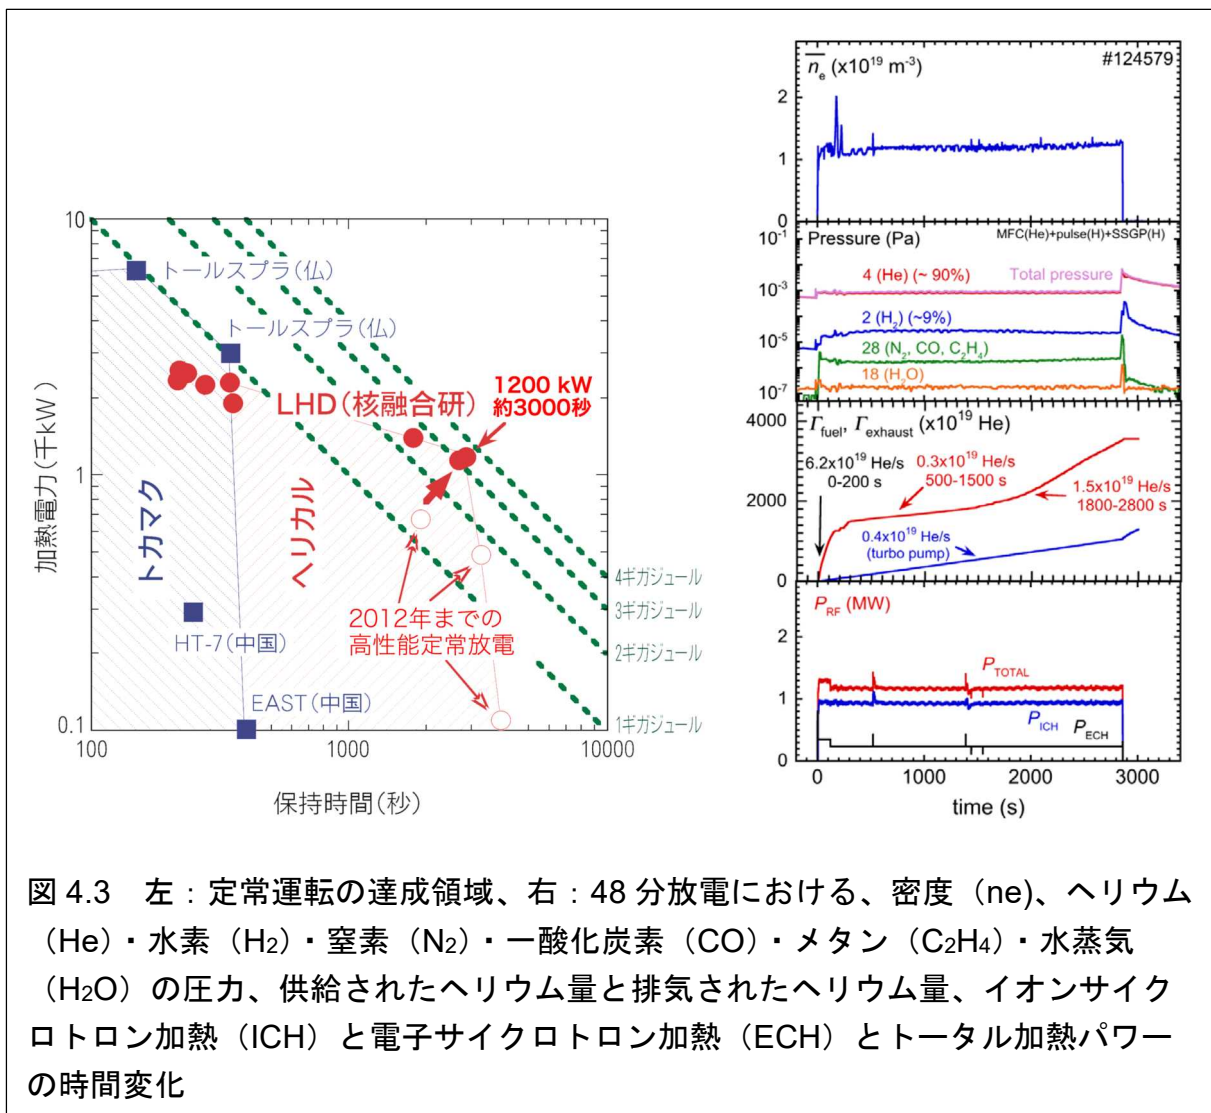 10
1
0.1
100
1000
10000
加熱電力(千kW)
保持時間(秒)
トールスプラ(仏)
トールスプラ(仏)
LHD(核融合研)
1200 kW
約3000秒
トカマク
ヘリカル
HT-7(中国)
EAST(中国)
2012年までの
高性能定常放電
4ギガジュール
3ギガジュール
2ギガジュール
1ギガジュール
n̅e (x10¹⁹ m⁻³)
#124579
2
1
0
Pressure (Pa)
MFC(He)+pulse(H)+SSGP(H)
10⁻¹
10⁻³
10⁻⁵
10⁻⁷
4 (He) (~ 90%)
Total pressure
2 (H₂) (~9%)
28 (N₂, CO, C₂H₄)
18 (H₂O)
4000
2000
0
Γfuel, Γexhaust (x10¹⁹ He)
6.2x10¹⁹ He/s
0-200 s
0.3x10¹⁹ He/s
500-1500 s
1.5x10¹⁹ He/s
1800-2800 s
0.4x10¹⁹ He/s
(turbo pump)
PRF (MW)
2
1
0
PTOTAL
PICH
PECH
0
1000
2000
3000
time (s)
図 4.3 左：定常運転の達成領域、右：48 分放電における、密度（ne)、ヘリウム
（He）・水素（H₂）・窒素（N₂）・一酸化炭素（CO）・メタン（C₂H₄）・水蒸気
（H₂O）の圧力、供給されたヘリウム量と排気されたヘリウム量、イオンサイク
ロトロン加熱（ICH）と電子サイクロトロン加熱（ECH）とトータル加熱パワー
の時間変化